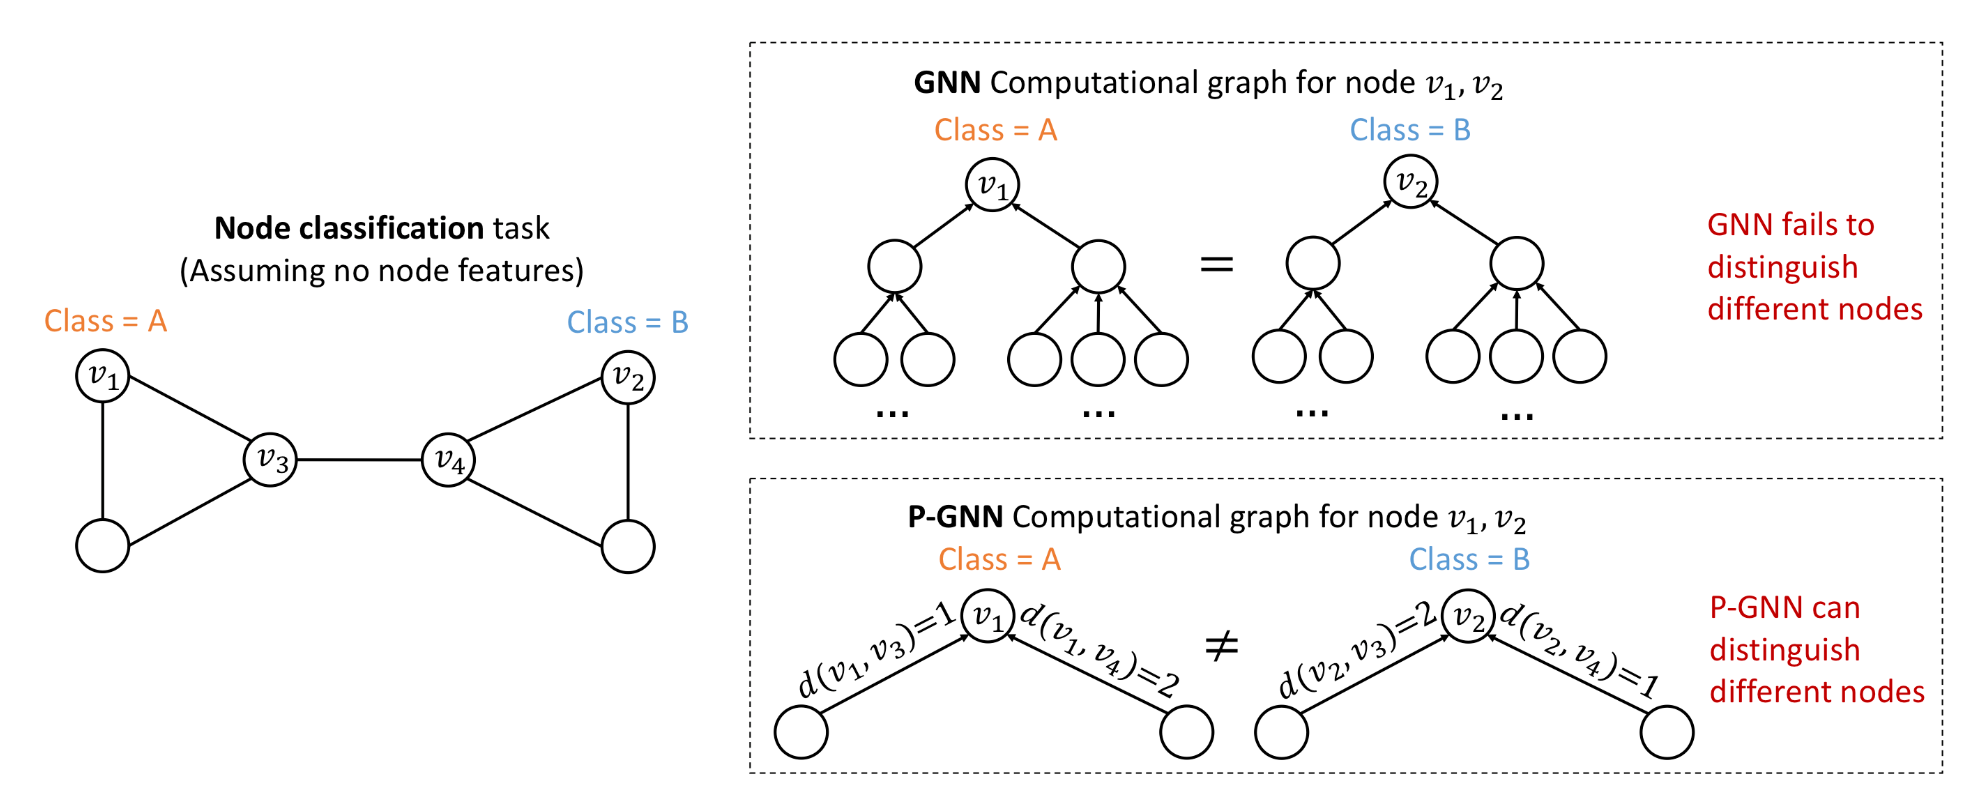 Node classification task
(Assuming no node features)
Class = A
Class = B
v₁
v₂
v₃
v₄
GNN Computational graph for node v₁, v₂
Class = A
Class = B
v₁
v₂
=
...
...
...
...
GNN fails to
distinguish
different nodes
P-GNN Computational graph for node v₁, v₂
Class = A
Class = B
d(v₁, v₃)=1
v₁
d(v₁, v₄)=2
≠
d(v₂, v₃)=2
v₂
d(v₂, v₄)=1
P-GNN can
distinguish
different nodes